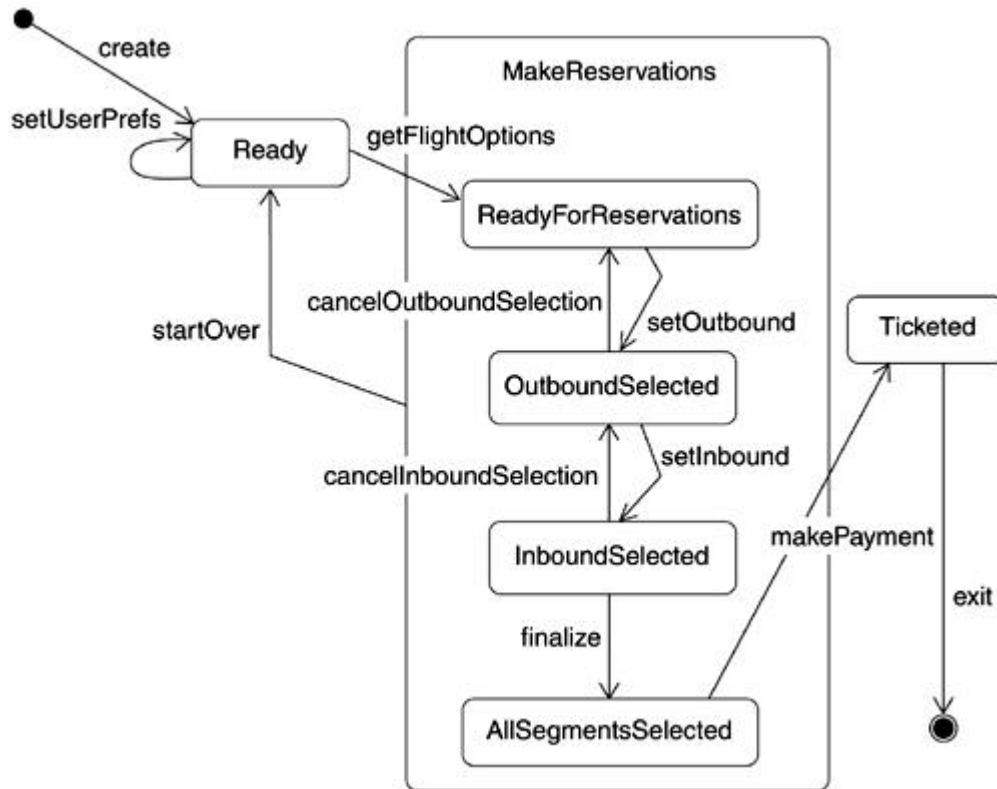 create
MakeReservations
setUserPrefs
Ready
getFlightOptions
ReadyForReservations
cancelOutboundSelection
setOutbound
startOver
Ticketed
OutboundSelected
setInbound
cancelInboundSelection
makePayment
InboundSelected
exit
finalize
AllSegmentsSelected